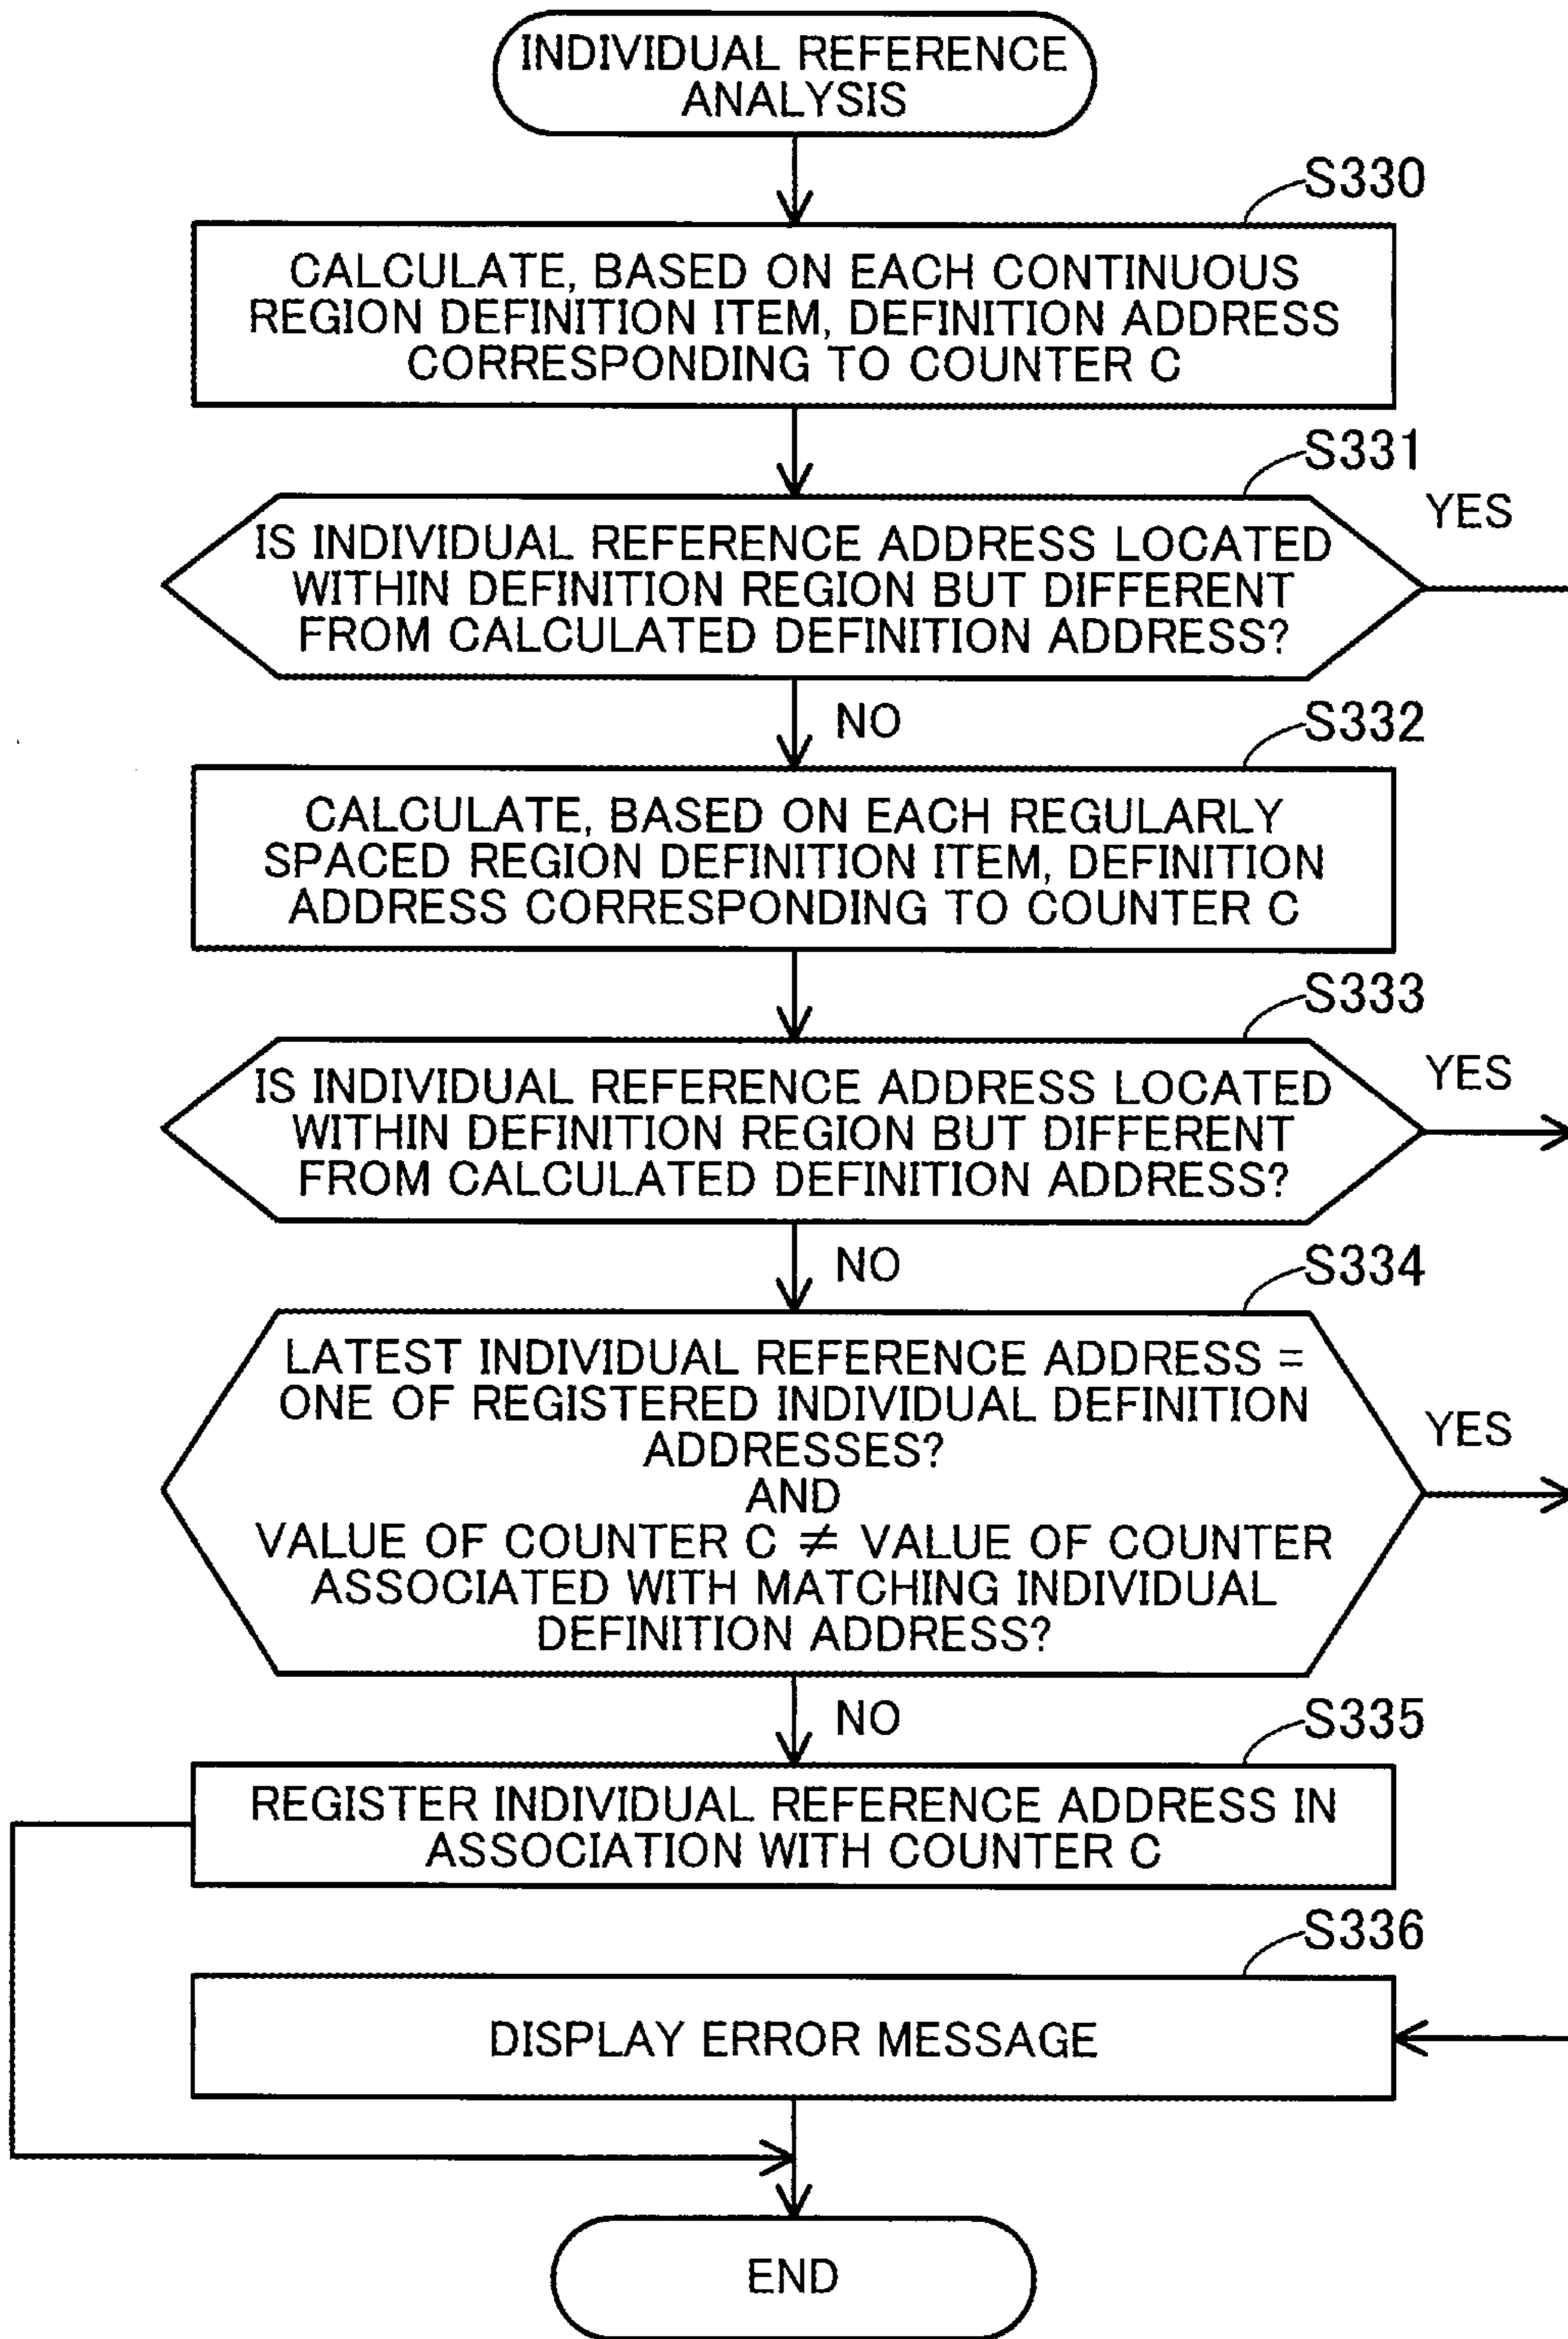 INDIVIDUAL REFERENCE
ANALYSIS
S330
CALCULATE, BASED ON EACH CONTINUOUS
REGION DEFINITION ITEM, DEFINITION ADDRESS
CORRESPONDING TO COUNTER C
S331
IS INDIVIDUAL REFERENCE ADDRESS LOCATED
WITHIN DEFINITION REGION BUT DIFFERENT
FROM CALCULATED DEFINITION ADDRESS?
YES
NO
S332
CALCULATE, BASED ON EACH REGULARLY
SPACED REGION DEFINITION ITEM, DEFINITION
ADDRESS CORRESPONDING TO COUNTER C
S333
IS INDIVIDUAL REFERENCE ADDRESS LOCATED
WITHIN DEFINITION REGION BUT DIFFERENT
FROM CALCULATED DEFINITION ADDRESS?
YES
NO
S334
LATEST INDIVIDUAL REFERENCE ADDRESS =
ONE OF REGISTERED INDIVIDUAL DEFINITION
ADDRESSES?
AND
VALUE OF COUNTER C ≠ VALUE OF COUNTER
ASSOCIATED WITH MATCHING INDIVIDUAL
DEFINITION ADDRESS?
YES
NO
S335
REGISTER INDIVIDUAL REFERENCE ADDRESS IN
ASSOCIATION WITH COUNTER C
S336
DISPLAY ERROR MESSAGE
END